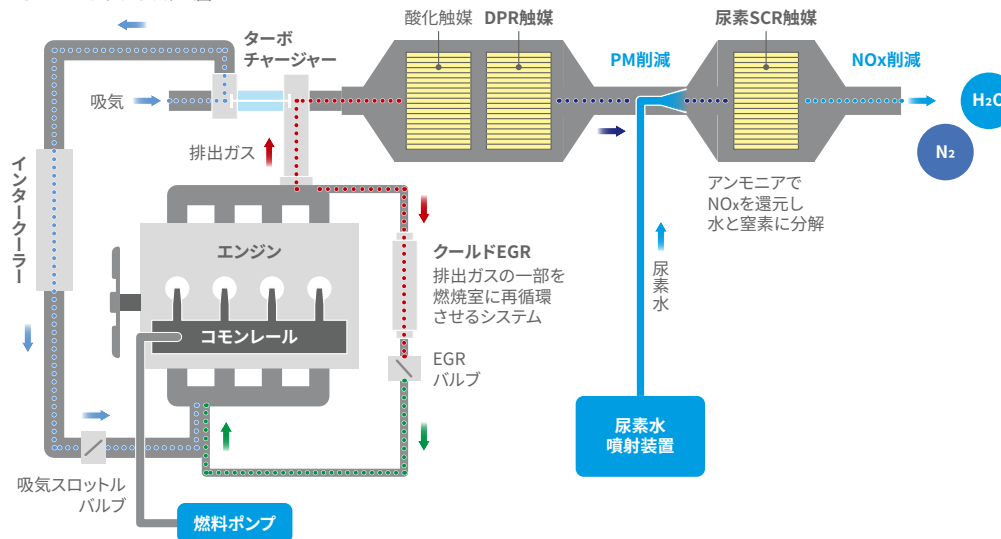 酸化触媒
DPR触媒
尿素SCR触媒
ターボ
チャージャー
PM削減
NOx削減
吸気
H₂O
N₂
排出ガス
インタークーラー
アンモニアで
NOxを還元し
水と窒素に分解
エンジン
クールドEGR
排出ガスの一部を
燃焼室に再循環
させるシステム
尿素水
コモンレール
EGR
バルブ
尿素水
噴射装置
吸気スロットル
バルブ
燃料ポンプ